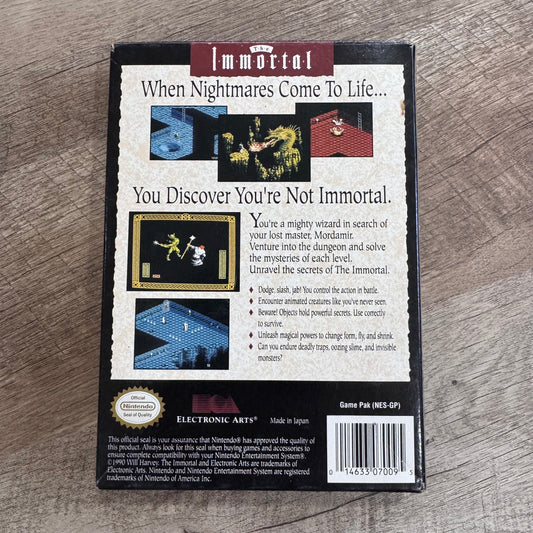 The
Immortal
When Nightmares Come To Life...
You Discover You're Not Immortal.
You're a mighty wizard in search of
your lost master, Mordamir.
Venture into the dungeon and solve
the mysteries of each level.
Unravel the secrets of The Immortal.
♦ Dodge, slash, jab! You control the action in battle.
♦ Encounter animated creatures like you've never seen.
♦ Beware! Objects hold powerful secrets. Use correctly
to survive.
♦ Unleash magical powers to change form, fly, and shrink.
♦ Can you endure deadly traps, oozing slime, and invisible
monsters?
Official
Nintendo®
Seal of Quality
ELECTRONIC ARTS®
Made in Japan
Game Pak (NES-GP)
This official seal is your assurance that Nintendo® has approved the quality of
this product. Always look for this seal when buying games and accessories to
ensure complete compatibility with your Nintendo Entertainment System®.
©1990 Will Harvey. The Immortal and Electronic Arts are trademarks of
Electronic Arts. Nintendo and Nintendo Entertainment System are registered
trademarks of Nintendo of America Inc.
0 14633 07009 5